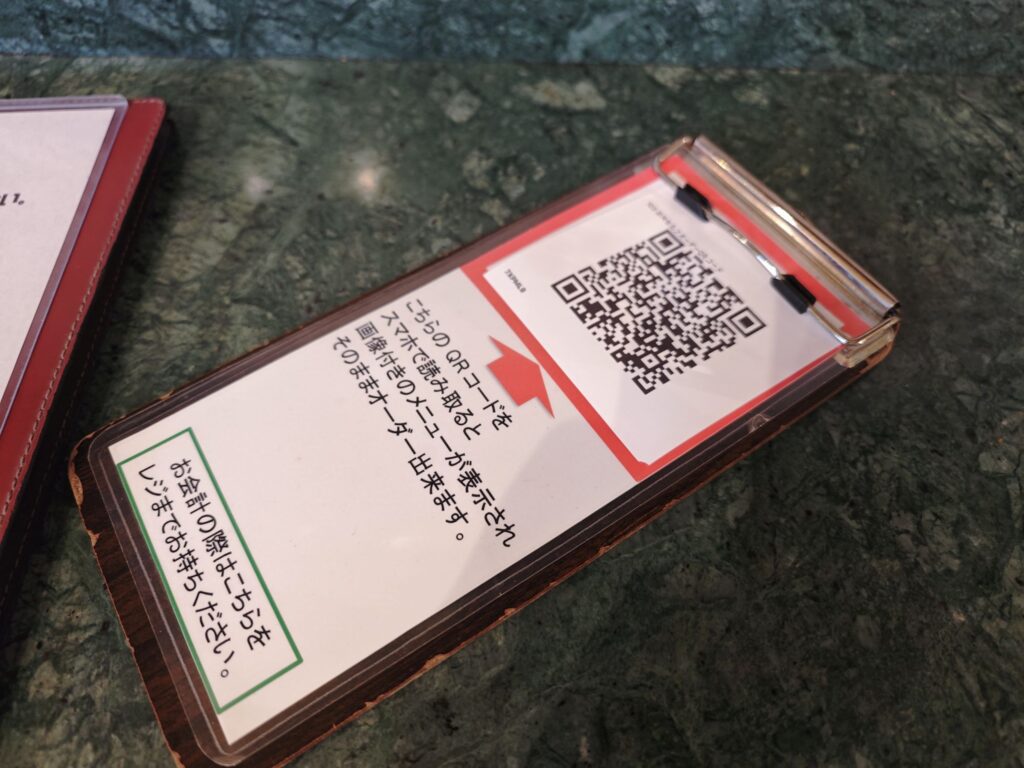 こちらの QR コードを
スマホで読み取ると
画像付きのメニューが表示され
そのままオーダー出来ます。
お会計の際はこちらを
レジまでお持ちください。